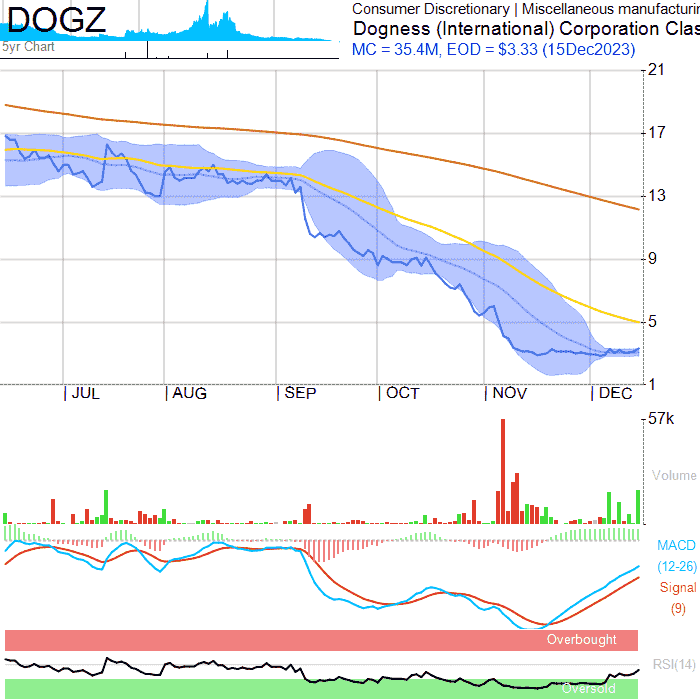 DOGZ
5yr Chart
Consumer Discretionary | Miscellaneous manufacturin
Dogness (International) Corporation Clas
MC = 35.4M, EOD = $3.33 (15Dec2023)
21
17
13
9
5
1
JUL AUG SEP OCT NOV DEC
57k
Volume
MACD
(12-26)
Signal
(9)
Overbought
RSI(14)
Oversold